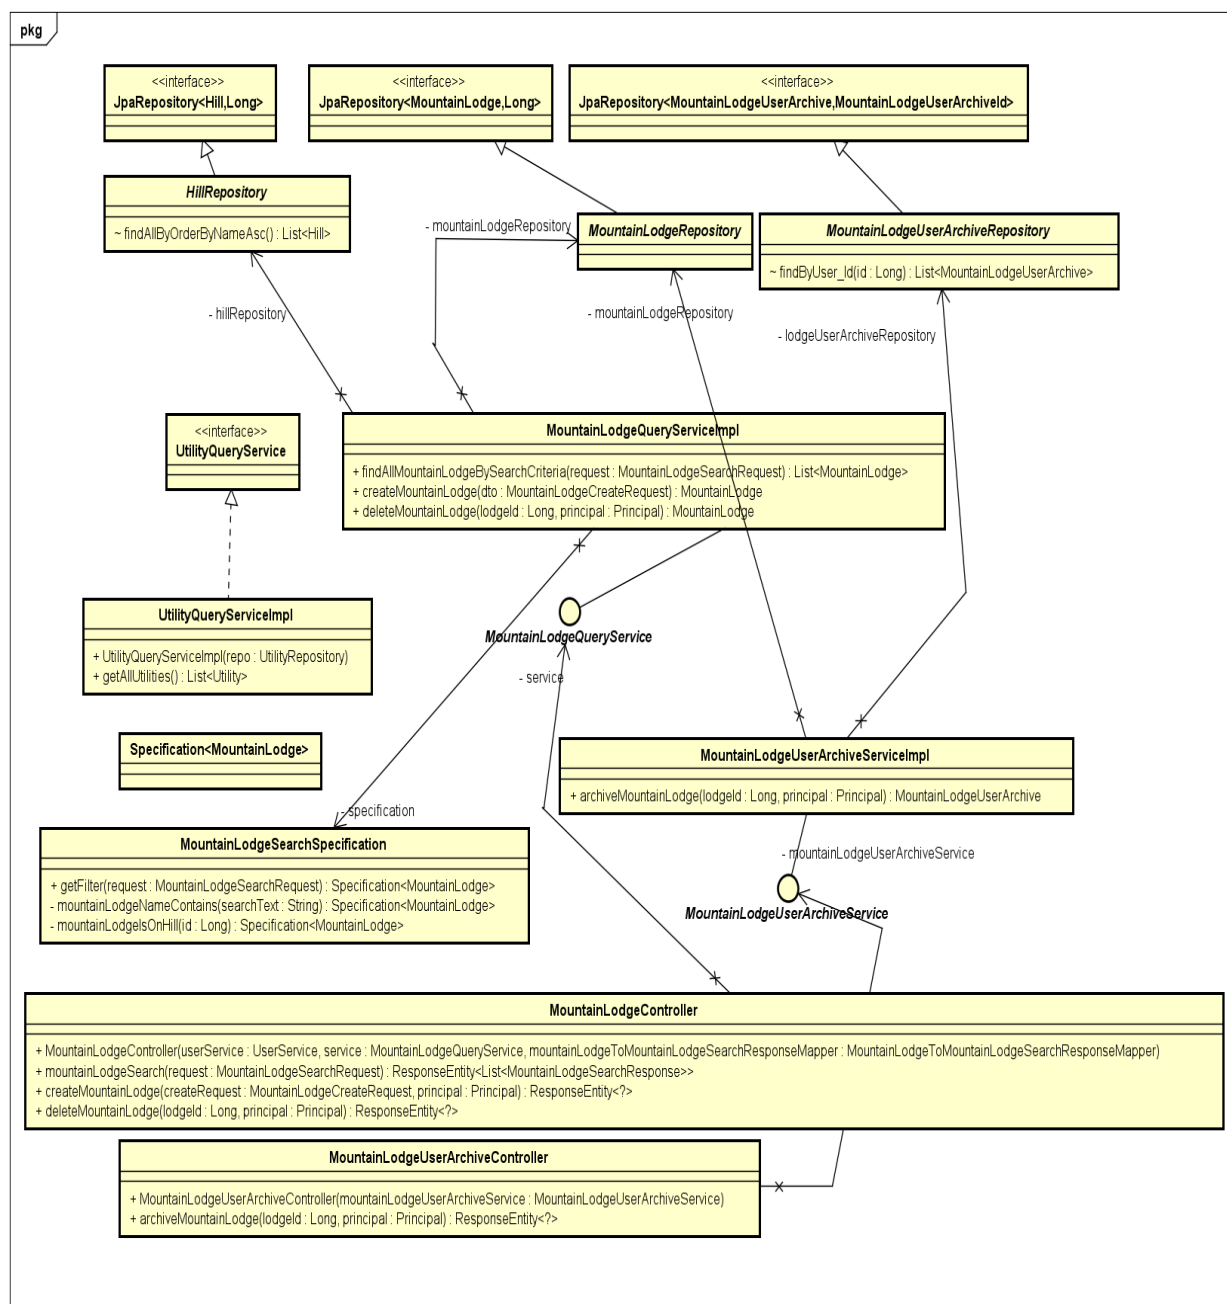 pkg
<<interface>>
JpaRepository<Hill,Long>
<<interface>>
JpaRepository<MountainLodge,Long>
<<interface>>
JpaRepository<MountainLodgeUserArchive,MountainLodgeUserArchiveId>
HillRepository
~ findAllByOrderByNameAsc() : List<Hill>
- mountainLodgeRepository
MountainLodgeRepository
MountainLodgeUserArchiveRepository
~ findByUser_Id(id : Long) : List<MountainLodgeUserArchive>
- hillRepository
- mountainLodgeRepository
- lodgeUserArchiveRepository
<<interface>>
UtilityQueryService
MountainLodgeQueryServiceImpl
+ findAllMountainLodgeBySearchCriteria(request : MountainLodgeSearchRequest) : List<MountainLodge>
+ createMountainLodge(dto : MountainLodgeCreateRequest) : MountainLodge
+ deleteMountainLodge(lodgeId : Long, principal : Principal) : MountainLodge
UtilityQueryServiceImpl
+ UtilityQueryServiceImpl(repo : UtilityRepository)
+ getAllUtilities() : List<Utility>
MountainLodgeQueryService
- service
Specification<MountainLodge>
MountainLodgeUserArchiveServiceImpl
+ archiveMountainLodge(lodgeId : Long, principal : Principal) : MountainLodgeUserArchive
- specification
MountainLodgeSearchSpecification
+ getFilter(request : MountainLodgeSearchRequest) : Specification<MountainLodge>
- mountainLodgeNameContains(searchText : String) : Specification<MountainLodge>
- mountainLodgeIsOnHill(id : Long) : Specification<MountainLodge>
- mountainLodgeUserArchiveService
MountainLodgeUserArchiveService
MountainLodgeController
+ MountainLodgeController(userService : UserService, service : MountainLodgeQueryService, mountainLodgeToMountainLodgeSearchResponseMapper : MountainLodgeToMountainLodgeSearchResponseMapper)
+ mountainLodgeSearch(request : MountainLodgeSearchRequest) : ResponseEntity<List<MountainLodgeSearchResponse>>
+ createMountainLodge(createRequest : MountainLodgeCreateRequest, principal : Principal) : ResponseEntity<?>
+ deleteMountainLodge(lodgeId : Long, principal : Principal) : ResponseEntity<?>
MountainLodgeUserArchiveController
+ MountainLodgeUserArchiveController(mountainLodgeUserArchiveService : MountainLodgeUserArchiveService)
+ archiveMountainLodge(lodgeId : Long, principal : Principal) : ResponseEntity<?>